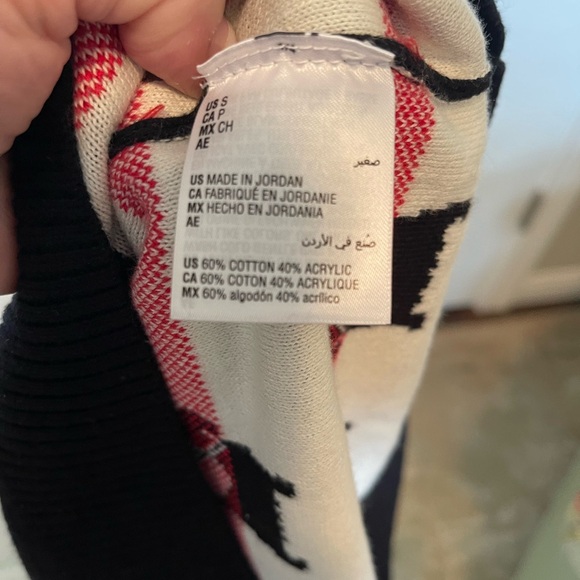 US S
CA P
MX CH
AE
صغير
US MADE IN JORDAN
CA FABRIQUÉ EN JORDANIE
MX HECHO EN JORDANIA
AE
صُنع في الأردن
US 60% COTTON 40% ACRYLIC
CA 60% COTON 40% ACRYLIQUE
MX 60% algodón 40% acrílico